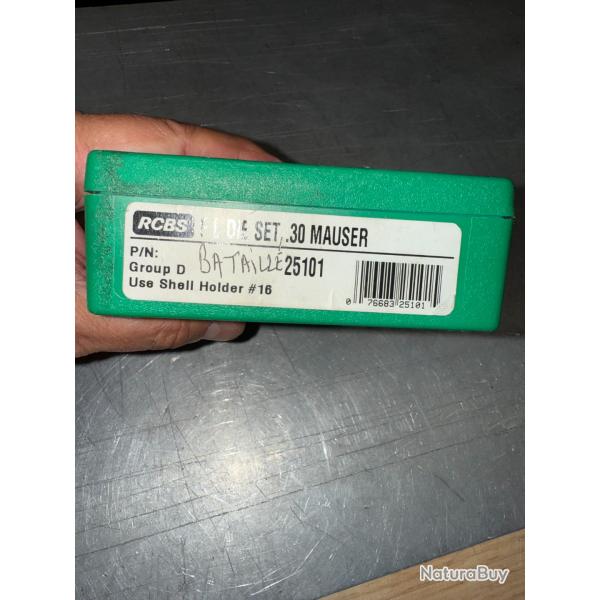 RCBS F L DIE SET, .30 MAUSER
P/N:
Group D BATAILLE 25101
Use Shell Holder #16
0 76683 25101
NaturaBuy